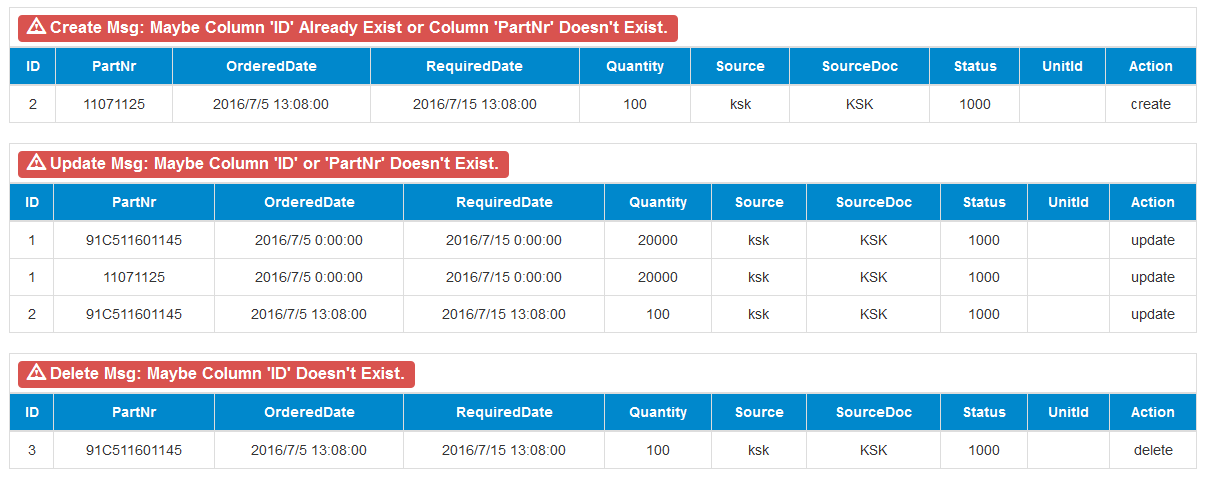 Create Msg: Maybe Column 'ID' Already Exist or Column 'PartNr' Doesn't Exist.
ID PartNr OrderedDate RequiredDate Quantity Source SourceDoc Status UnitId Action
2 11071125 2016/7/5 13:08:00 2016/7/15 13:08:00 100 ksk KSK 1000 create
Update Msg: Maybe Column 'ID' or 'PartNr' Doesn't Exist.
ID PartNr OrderedDate RequiredDate Quantity Source SourceDoc Status UnitId Action
1 91C511601145 2016/7/5 0:00:00 2016/7/15 0:00:00 20000 ksk KSK 1000 update
1 11071125 2016/7/5 0:00:00 2016/7/15 0:00:00 20000 ksk KSK 1000 update
2 91C511601145 2016/7/5 13:08:00 2016/7/15 13:08:00 100 ksk KSK 1000 update
Delete Msg: Maybe Column 'ID' Doesn't Exist.
ID PartNr OrderedDate RequiredDate Quantity Source SourceDoc Status UnitId Action
3 91C511601145 2016/7/5 13:08:00 2016/7/15 13:08:00 100 ksk KSK 1000 delete